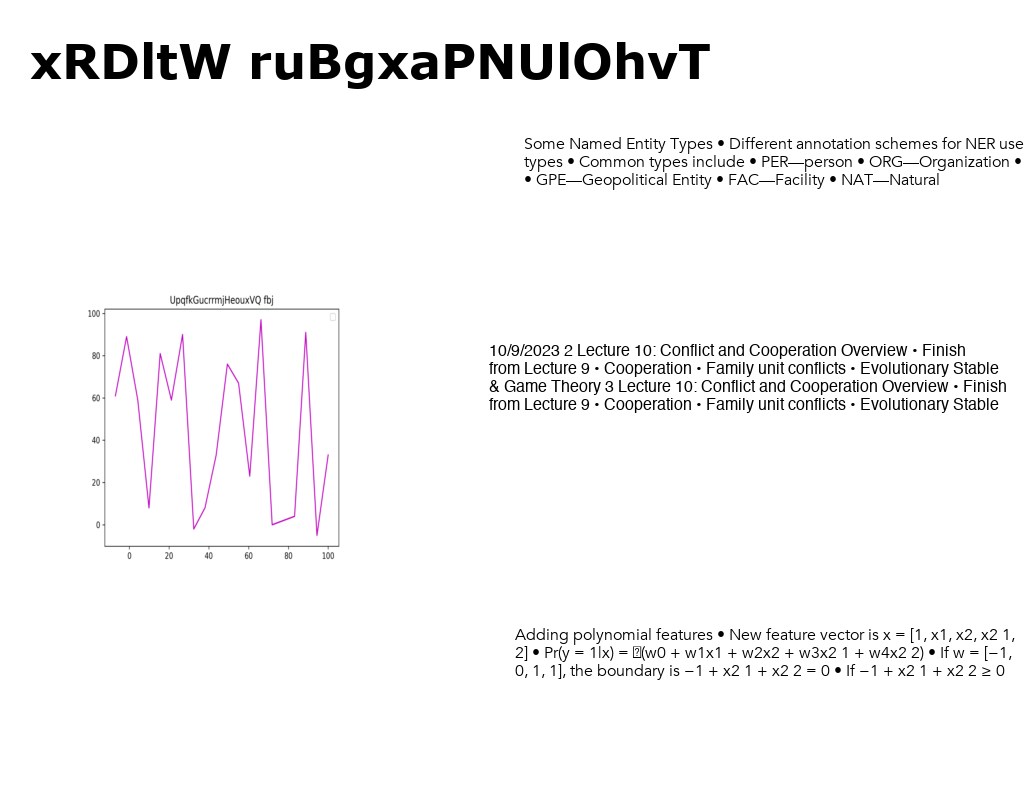 xRDltW ruBgxaPNUlOhvT
Some Named Entity Types • Different annotation schemes for NER use
types • Common types include • PER—person • ORG—Organization •
• GPE—Geopolitical Entity • FAC—Facility • NAT—Natural
UpqfkGucrrmjHeouxVQ fbj
100
80
60
40
20
0
0 20 40 60 80 100
10/9/2023 2 Lecture 10: Conflict and Cooperation Overview • Finish
from Lecture 9 • Cooperation • Family unit conflicts • Evolutionary Stable
& Game Theory 3 Lecture 10: Conflict and Cooperation Overview • Finish
from Lecture 9 • Cooperation • Family unit conflicts • Evolutionary Stable
Adding polynomial features • New feature vector is x = [1, x1, x2, x2 1,
2] • Pr(y = 1|x) = (w0 + w1x1 + w2x2 + w3x2 1 + w4x2 2) • If w = [−1,
0, 1, 1], the boundary is −1 + x2 1 + x2 2 = 0 • If −1 + x2 1 + x2 2 ≥ 0